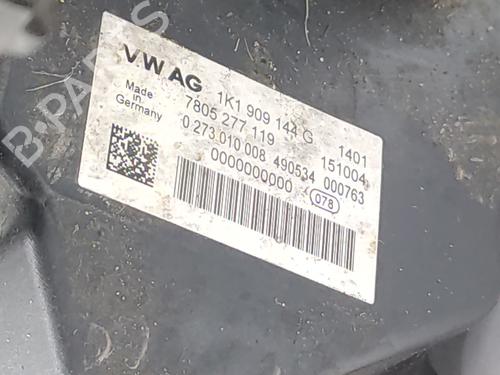 VW AG 1K1 909 144 G 1401
Made in Germany 7805 277 119 151004
0 273 010 008 490534 000763
0000000000 078
B-PARTS